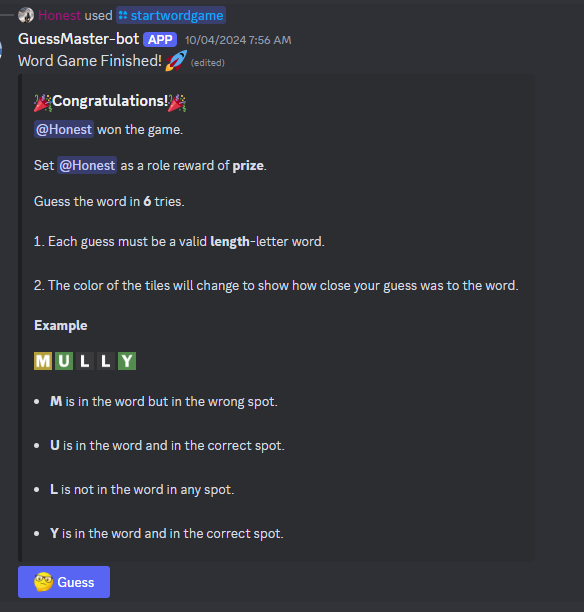 Honest used startwordgame
GuessMaster-bot APP 10/04/2024 7:56 AM
Word Game Finished! (edited)
Congratulations!
@Honest won the game.
Set @Honest as a role reward of prize.
Guess the word in 6 tries.
1. Each guess must be a valid length-letter word.
2. The color of the tiles will change to show how close your guess was to the word.
Example
M U L L Y
• M is in the word but in the wrong spot.
• U is in the word and in the correct spot.
• L is not in the word in any spot.
• Y is in the word and in the correct spot.
Guess